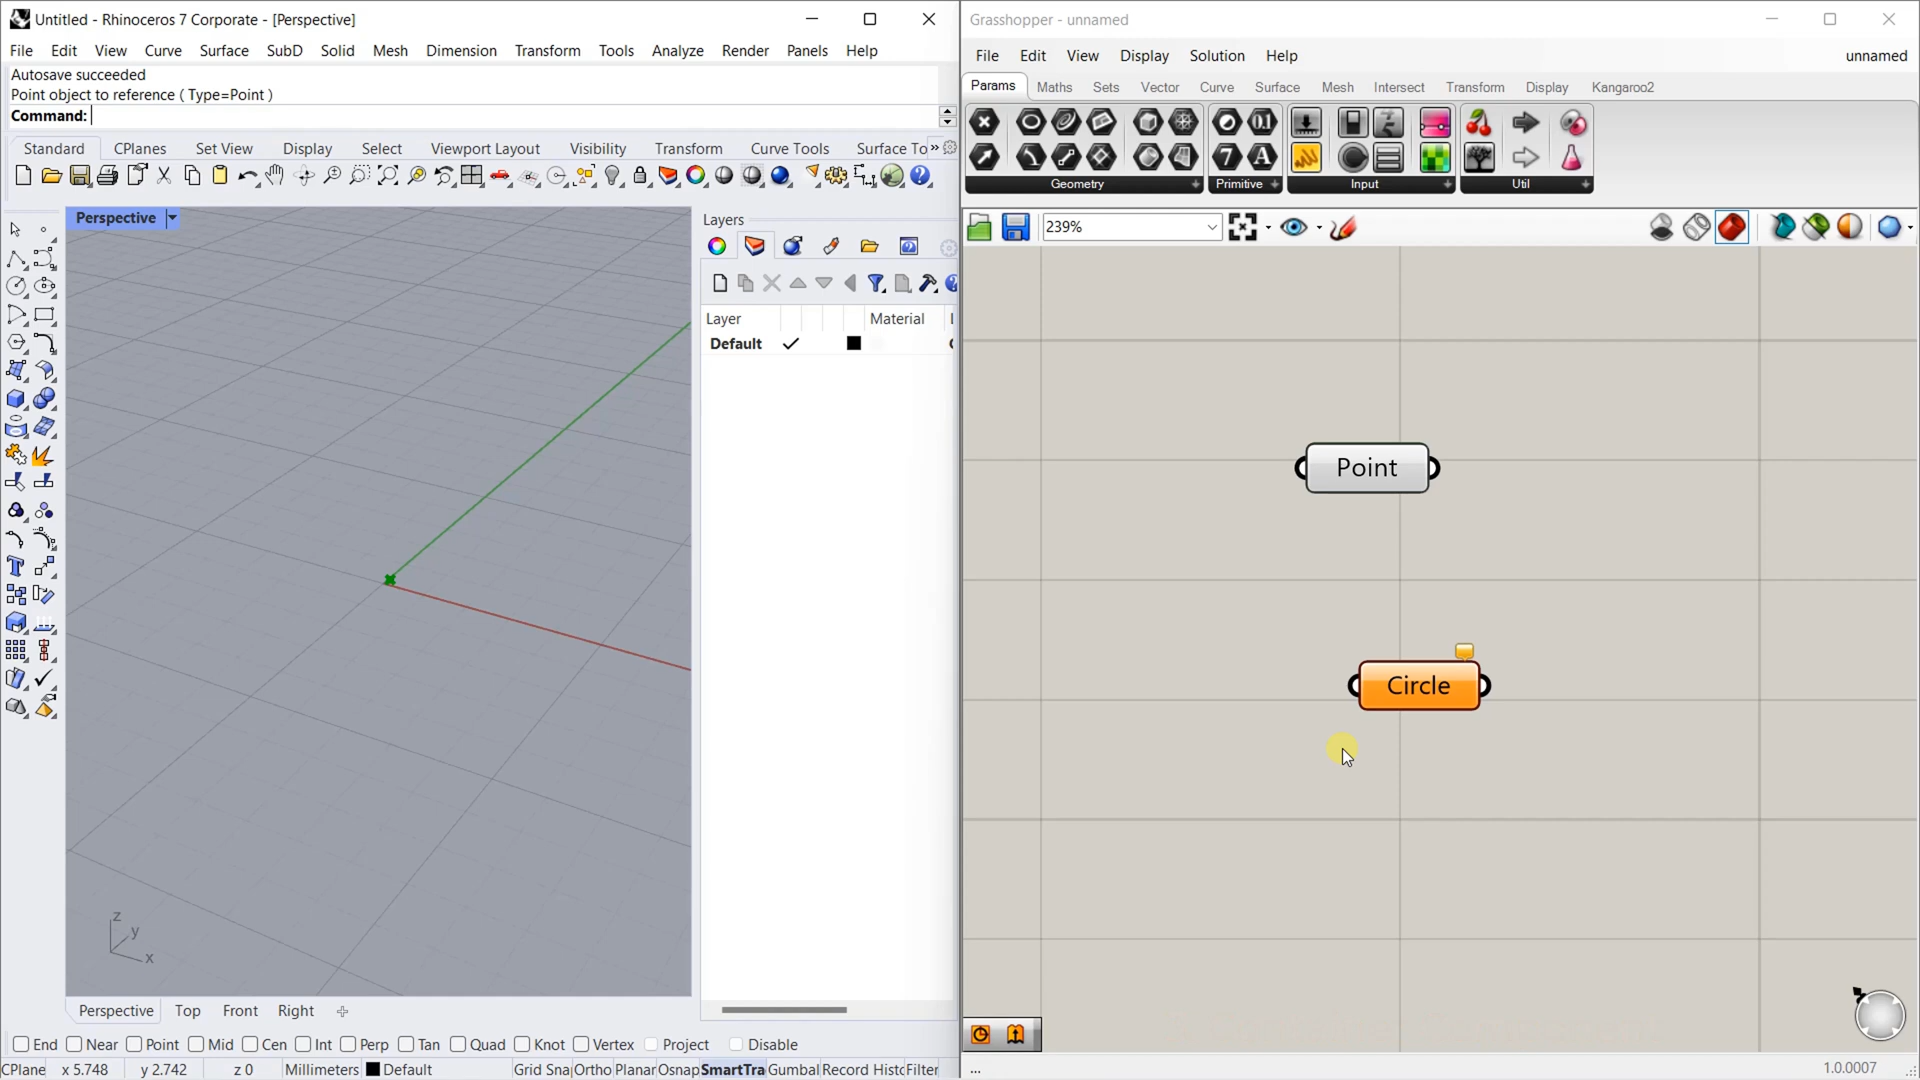 Untitled - Rhinoceros 7 Corporate - [Perspective]
File Edit View Curve Surface SubD Solid Mesh Dimension Transform Tools Analyze Render Panels Help
Autosave succeeded
Point object to reference ( Type=Point )
Command:
Standard CPlanes Set View Display Select Viewport Layout Visibility Transform Curve Tools Surface To »
Perspective
Layers
Layer Material
Default
z
y
x
Perspective Top Front Right
End Near Point Mid Cen Int Perp Tan Quad Knot Vertex Project Disable
CPlane x 5.748 y 2.742 z 0 Millimeters Default Grid Sna Ortho Planar Osnap SmartTra Gumbal Record Histo Filter
Grasshopper - unnamed
File Edit View Display Solution Help unnamed
Params Maths Sets Vector Curve Surface Mesh Intersect Transform Display Kangaroo2
Geometry Primitive Input Util
239%
Point
Circle
... 1.0.0007